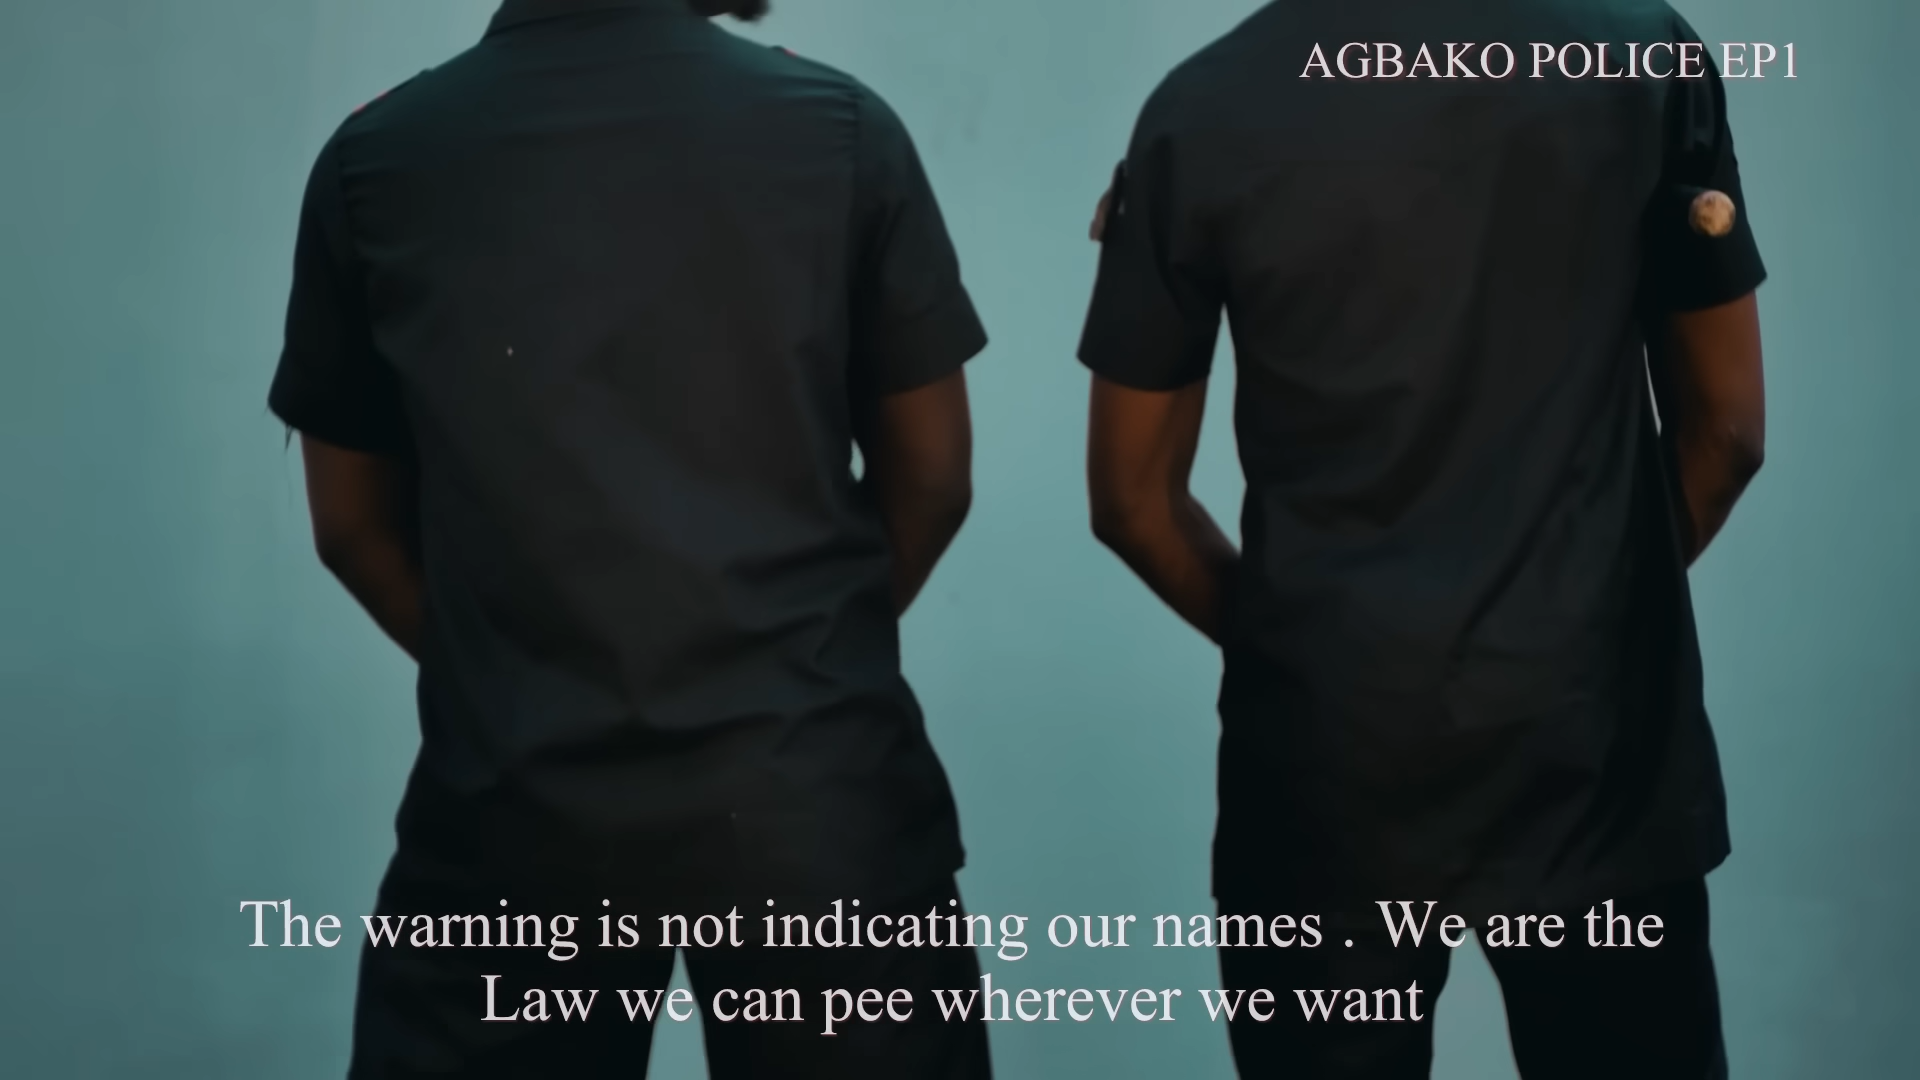 AGBAKO POLICE EP1
The warning is not indicating our names . We are the
Law we can pee wherever we want